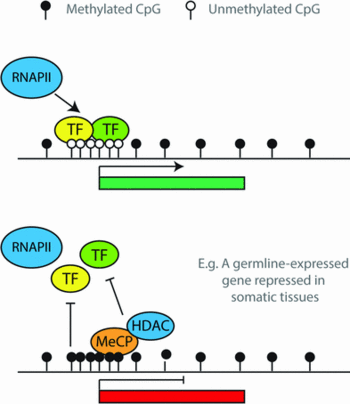 Methylated CpG
Unmethylated CpG
RNAPII
TF
TF
RNAPII
TF
TF
E.g. A germline-expressed
gene repressed in
somatic tissues
HDAC
MeCP